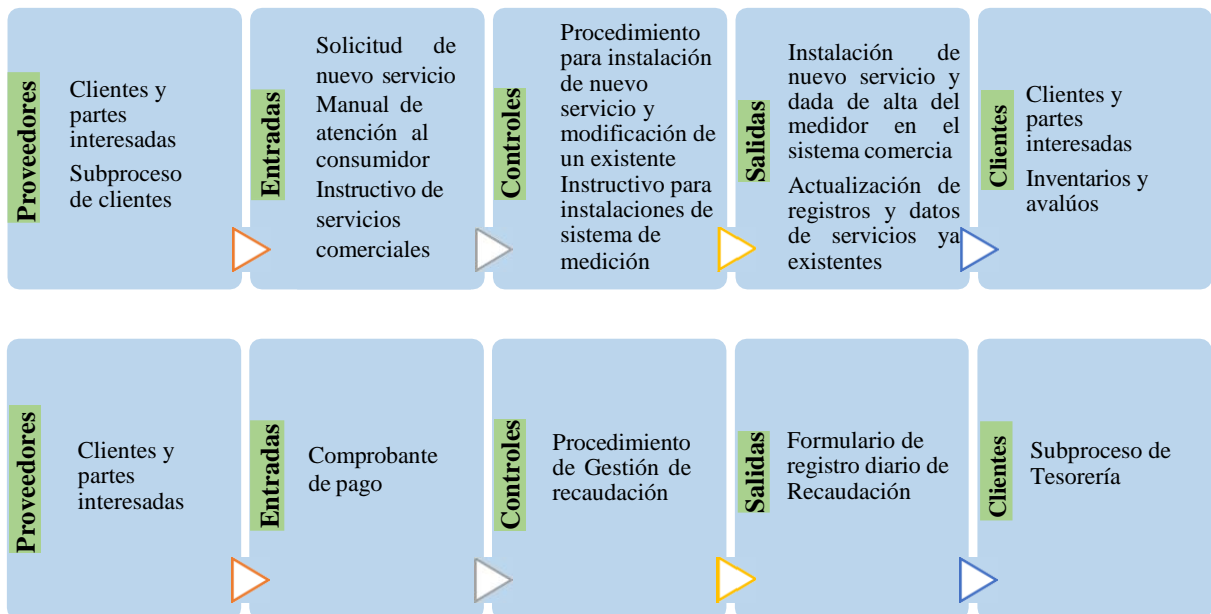 Proveedores
Clientes y
partes
interesadas
Subproceso
de clientes
Entradas
Solicitud de
nuevo servicio
Manual de
atención al
consumidor
Instructivo de
servicios
comerciales
Controles
Procedimiento
para instalación
de nuevo
servicio y
modificación de
un existente
Instructivo para
instalaciones de
sistema de
medición
Salidas
Instalación de
nuevo servicio y
dada de alta del
medidor en el
sistema comercia
Actualización de
registros y datos
de servicios ya
existentes
Clientes
Clientes y
partes
interesadas
Inventarios y
avalúos
Proveedores
Clientes y
partes
interesadas
Entradas
Comprobante
de pago
Controles
Procedimiento
de Gestión de
recaudación
Salidas
Formulario de
registro diario de
Recaudación
Clientes
Subproceso de
Tesorería